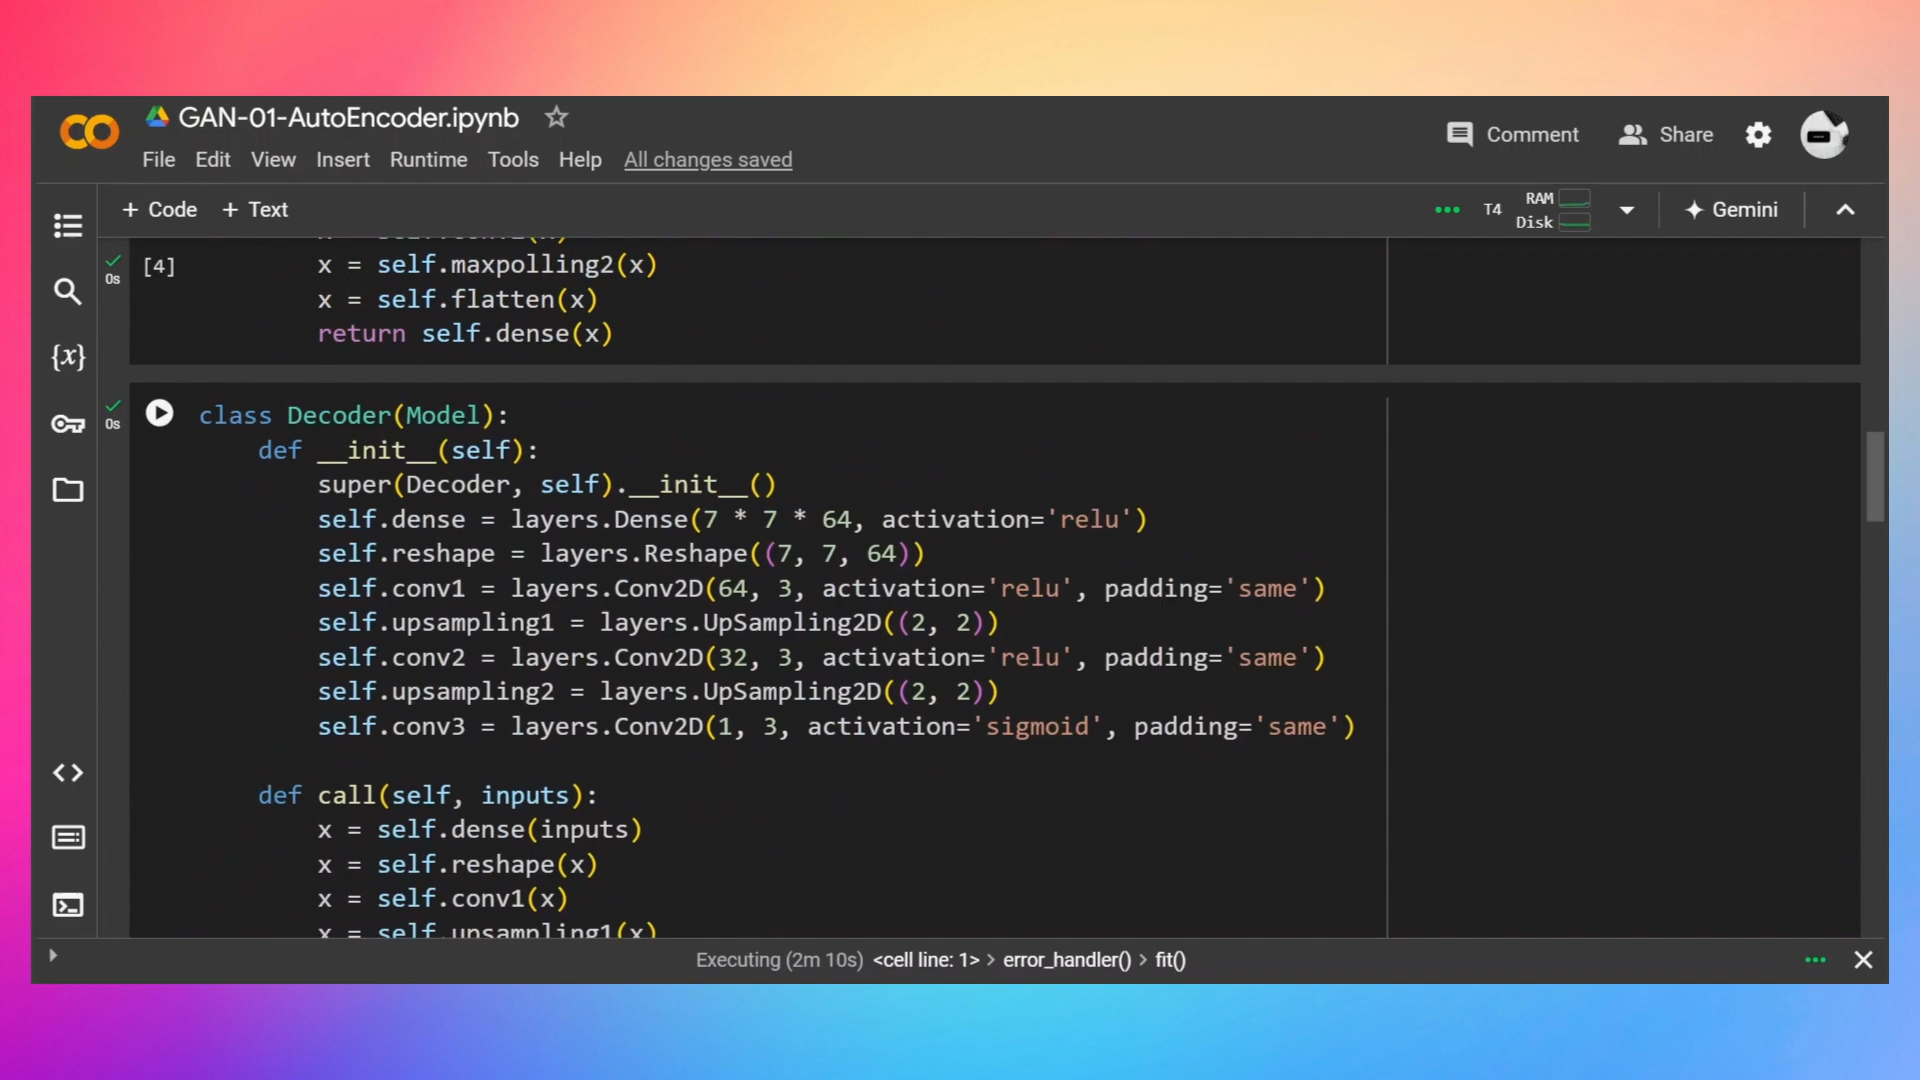 GAN-01-AutoEncoder.ipynb
File Edit View Insert Runtime Tools Help All changes saved
Comment Share
+ Code + Text
T4 RAM Disk Gemini
[4]
0s
x = self.maxpolling2(x)
x = self.flatten(x)
return self.dense(x)
0s
class Decoder(Model):
def __init__(self):
super(Decoder, self).__init__()
self.dense = layers.Dense(7 * 7 * 64, activation='relu')
self.reshape = layers.Reshape((7, 7, 64))
self.conv1 = layers.Conv2D(64, 3, activation='relu', padding='same')
self.upsampling1 = layers.UpSampling2D((2, 2))
self.conv2 = layers.Conv2D(32, 3, activation='relu', padding='same')
self.upsampling2 = layers.UpSampling2D((2, 2))
self.conv3 = layers.Conv2D(1, 3, activation='sigmoid', padding='same')
def call(self, inputs):
x = self.dense(inputs)
x = self.reshape(x)
x = self.conv1(x)
x = self.upsampling1(x)
Executing (2m 10s) <cell line: 1> > error_handler() > fit()